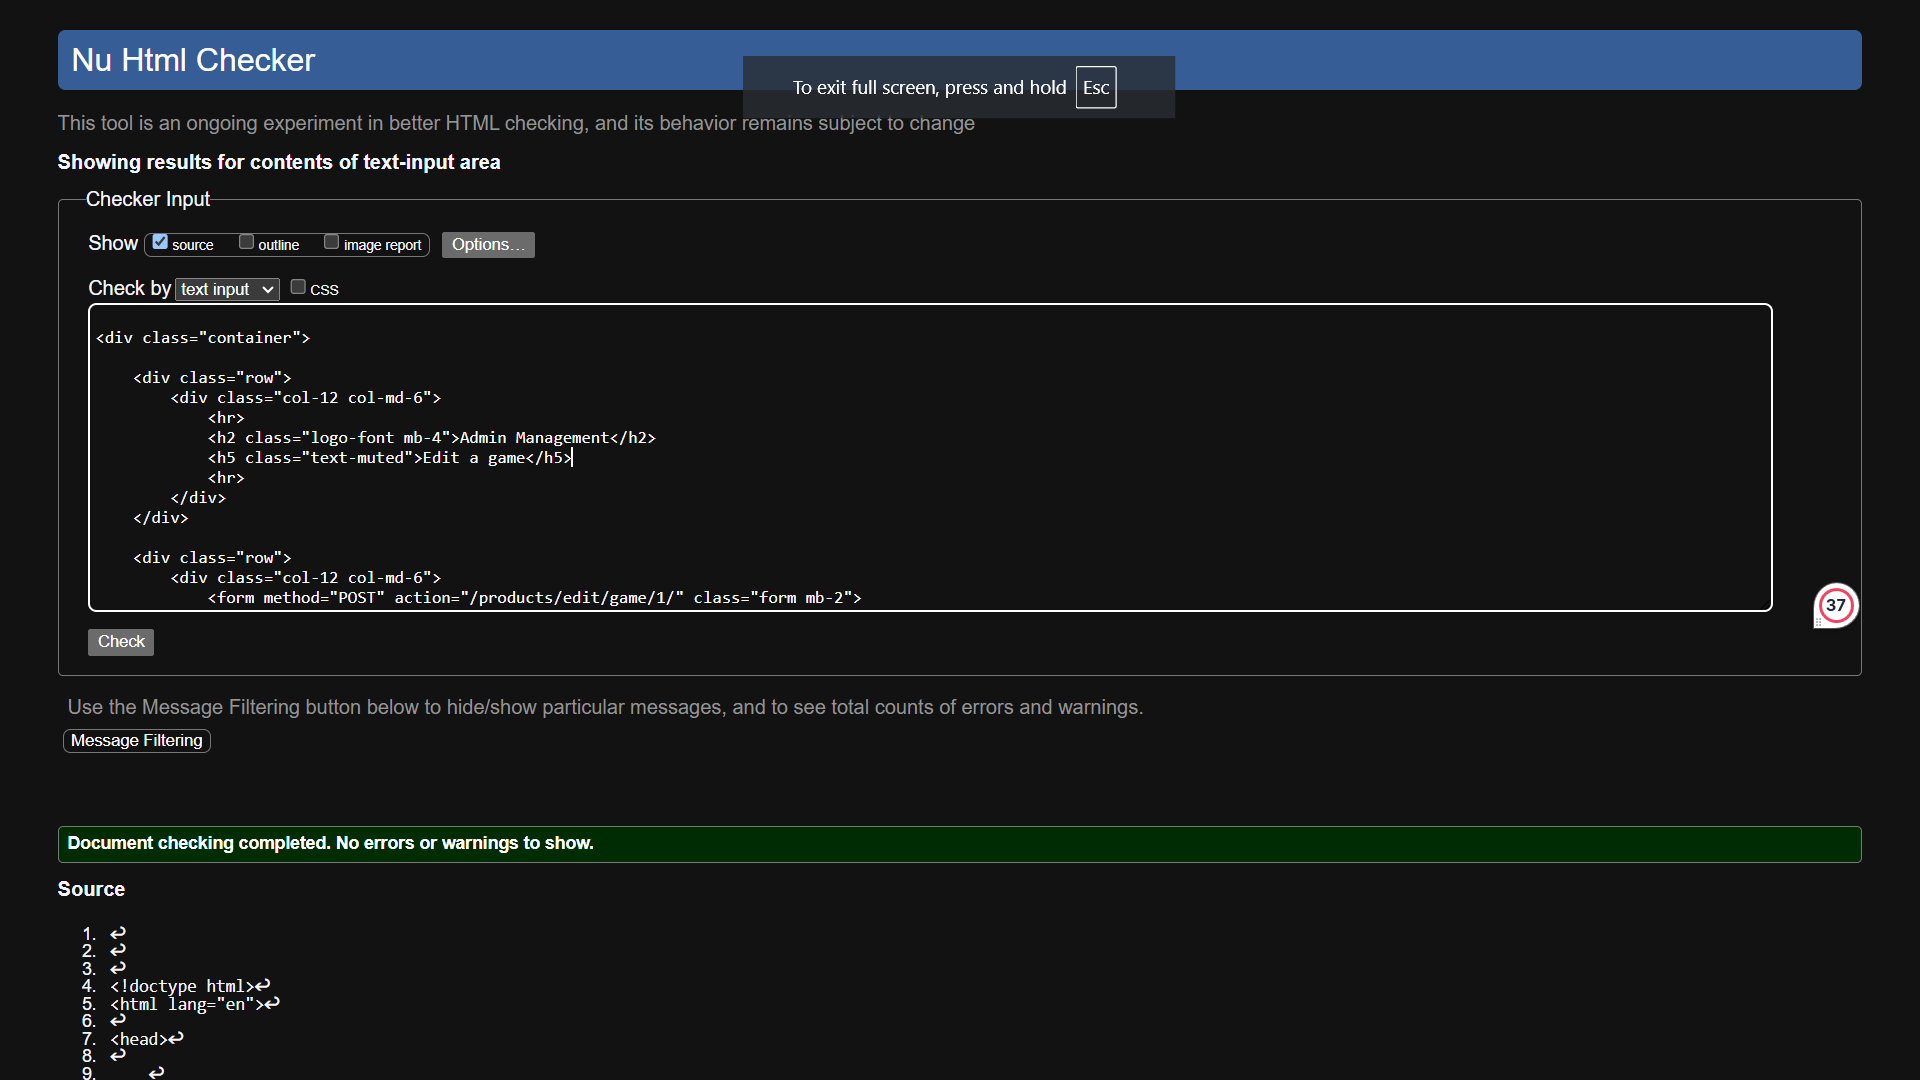 Nu Html Checker
To exit full screen, press and hold Esc
This tool is an ongoing experiment in better HTML checking, and its behavior remains subject to change
Showing results for contents of text-input area
Checker Input
Show source outline image report Options...
Check by text input css
<div class="container">
<div class="row">
<div class="col-12 col-md-6">
<hr>
<h2 class="logo-font mb-4">Admin Management</h2>
<h5 class="text-muted">Edit a game</h5>
<hr>
</div>
</div>
<div class="row">
<div class="col-12 col-md-6">
<form method="POST" action="/products/edit/game/1/" class="form mb-2">
37
Check
Use the Message Filtering button below to hide/show particular messages, and to see total counts of errors and warnings.
Message Filtering
Document checking completed. No errors or warnings to show.
Source
1. ↩
2. ↩
3. ↩
4. <!doctype html>↩
5. <html lang="en">↩
6. ↩
7. <head>↩
8. ↩
9. ↩